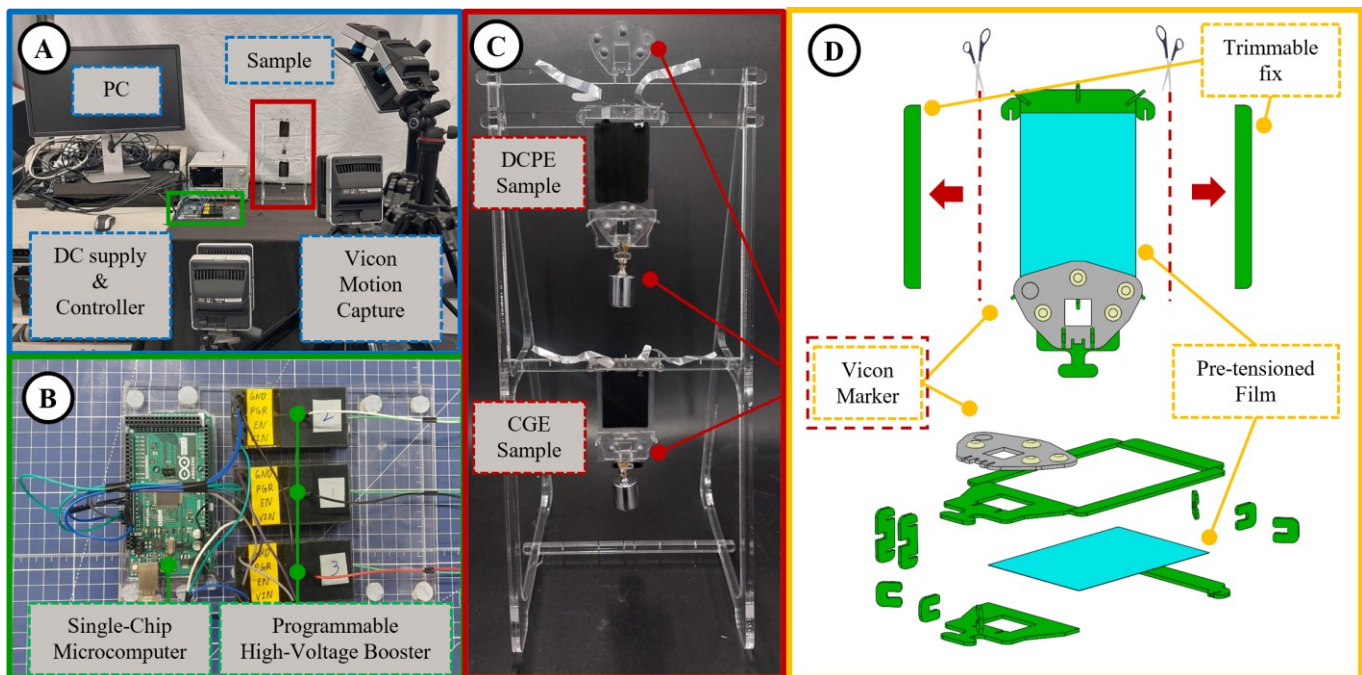 A
PC
Sample
DC supply
&
Controller
Vicon
Motion
Capture
B
GND
PGR
EN
VIN
2
GND
PGR
EN
VIN
1
GND
PGR
EN
VIN
3
Single-Chip
Microcomputer
Programmable
High-Voltage Booster
C
DCPE
Sample
CGE
Sample
D
Trimmable
fix
Vicon
Marker
Pre-tensioned
Film